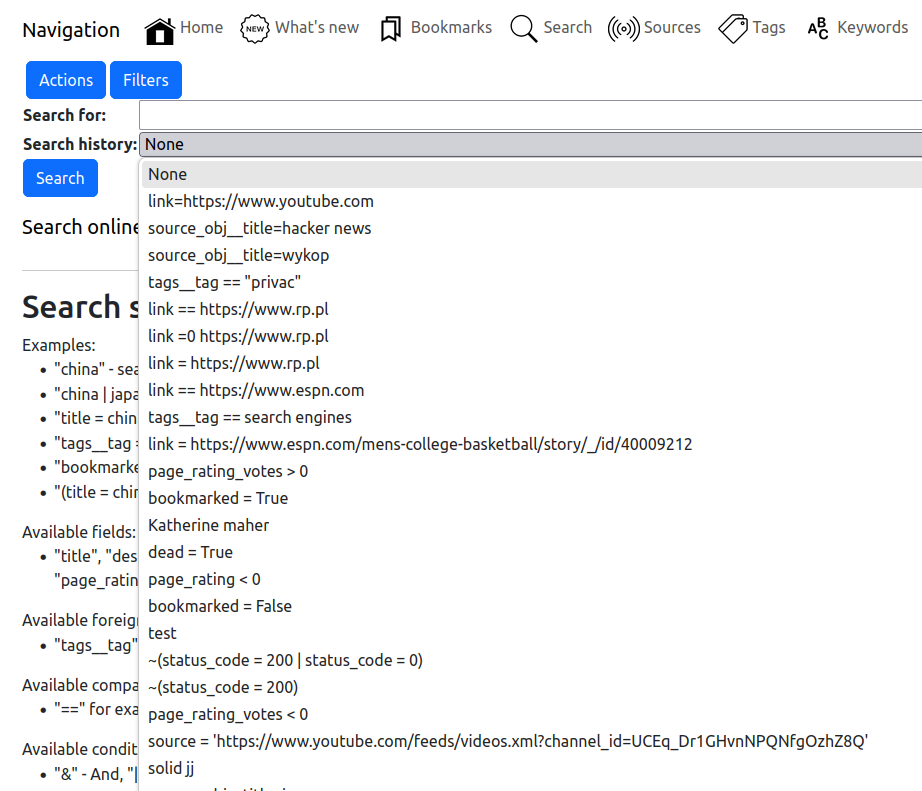 Navigation Home NEW What's new Bookmarks Search Sources Tags ABC Keywords
Actions Filters
Search for:
Search history: None
Search
None
link=https://www.youtube.com
source_obj__title=hacker news
source_obj__title=wykop
tags__tag == "privac"
link == https://www.rp.pl
link =0 https://www.rp.pl
link = https://www.rp.pl
link == https://www.espn.com
tags__tag == search engines
link = https://www.espn.com/mens-college-basketball/story/_/id/40009212
page_rating_votes > 0
bookmarked = True
Katherine maher
dead = True
page_rating < 0
bookmarked = False
test
~(status_code = 200 | status_code = 0)
~(status_code = 200)
page_rating_votes < 0
source = 'https://www.youtube.com/feeds/videos.xml?channel_id=UCEq_Dr1GHvnNPQNfgOzhZ8Q'
solid jj
Search online
Search s
Examples:
• "china" - sea
• "china | japa
• "title = chin
• "tags__tag =
• "bookmarke
• "(title = chin
Available fields:
• "title", "des
"page_ratin
Available foreig
• "tags__tag"
Available compa
• "==" for exa
Available condit
• "&" - And, "|